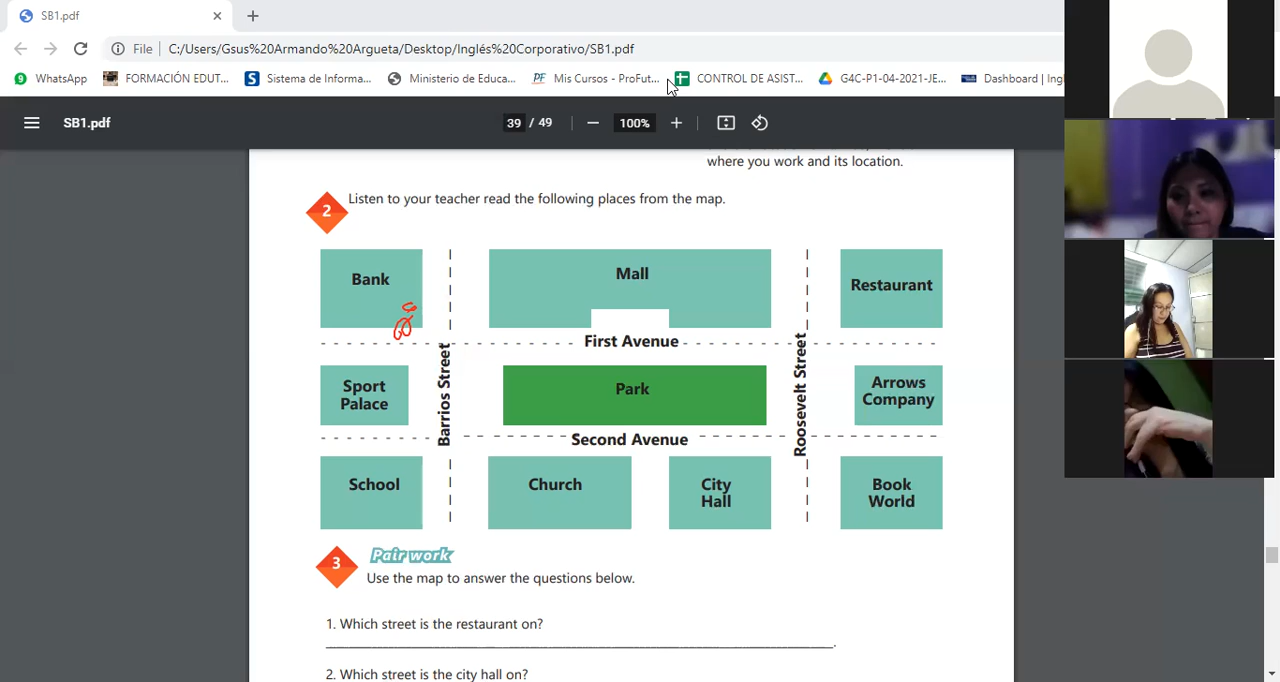 SB1.pdf
File C:/Users/Gsus%20Armando%20Argueta/Desktop/Inglés%20Corporativo/SB1.pdf
WhatsApp FORMACIÓN EDUT... Sistema de Informa... Ministerio de Educa... PF Mis Cursos - ProFut... CONTROL DE ASIST... G4C-P1-04-2021-JE... Dashboard | Ingl
SB1.pdf 39 / 49 100%
where you work and its location.
2 Listen to your teacher read the following places from the map.
Bank
Mall
Restaurant
First Avenue
Barrios Street
Roosevelt Street
Sport
Palace
Park
Arrows
Company
Second Avenue
School
Church
City
Hall
Book
World
3 Pair work
Use the map to answer the questions below.
1. Which street is the restaurant on?
2. Which street is the city hall on?